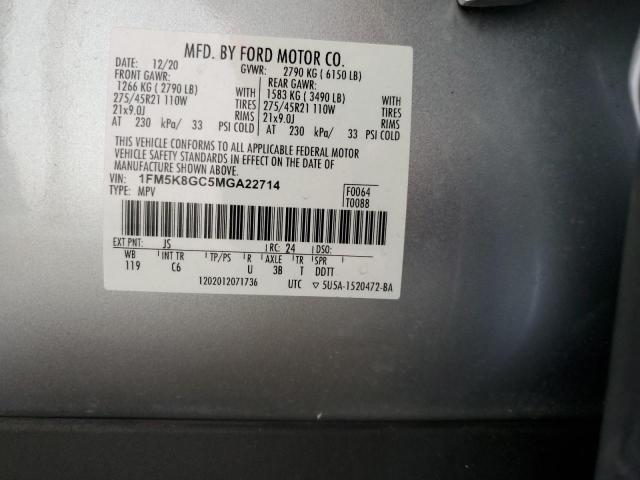 MFD. BY FORD MOTOR CO.
DATE: 12/20 GVWR: 2790 KG ( 6150 LB)
FRONT GAWR: REAR GAWR:
1266 KG ( 2790 LB) WITH 1583 KG ( 3490 LB) WITH
275/45R21 110W TIRES 275/45R21 110W TIRES
21x9.0J RIMS 21x9.0J RIMS
AT 230 kPa/ 33 PSI COLD AT 230 kPa/ 33 PSI COLD
THIS VEHICLE CONFORMS TO ALL APPLICABLE FEDERAL MOTOR
VEHICLE SAFETY STANDARDS IN EFFECT ON THE DATE OF
MANUFACTURE SHOWN ABOVE.
VIN: 1FM5K8GC5MGA22714 F0064
TYPE: MPV T0088
EXT PNT: JS RC: 24 DSO:
WB INT TR TP/PS R AXLE TR SPR
119 C6 U 3B T DDTT
1202012071736 UTC ▽ 5U5A-1520472-BA